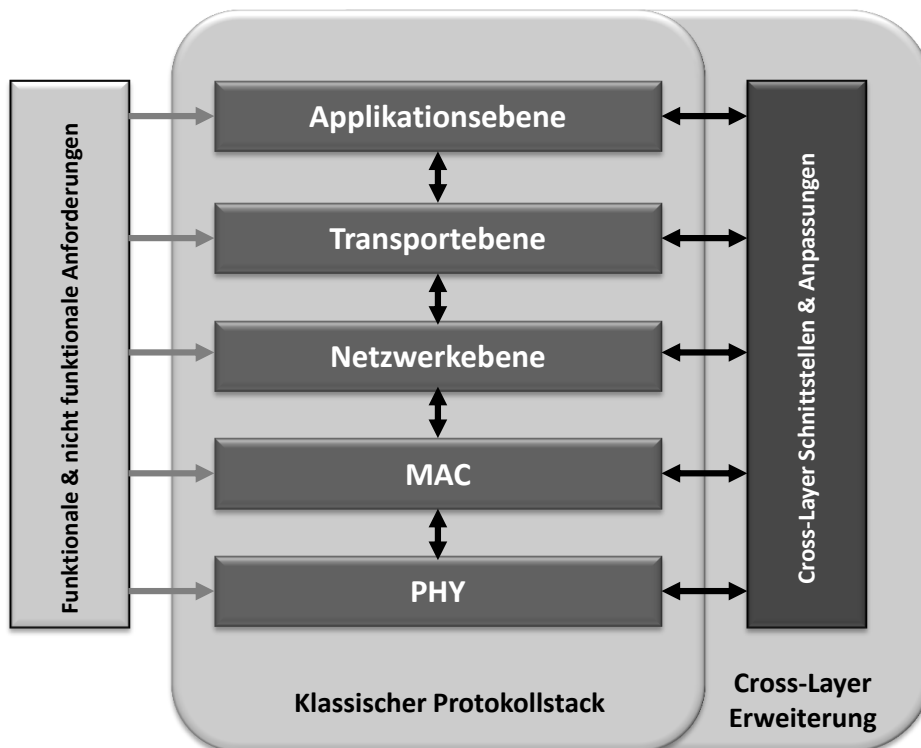 Funktionale & nicht funktionale Anforderungen
Applikationsebene
Transportebene
Netzwerkebene
MAC
PHY
Cross-Layer Schnittstellen & Anpassungen
Klassischer Protokollstack
Cross-Layer
Erweiterung